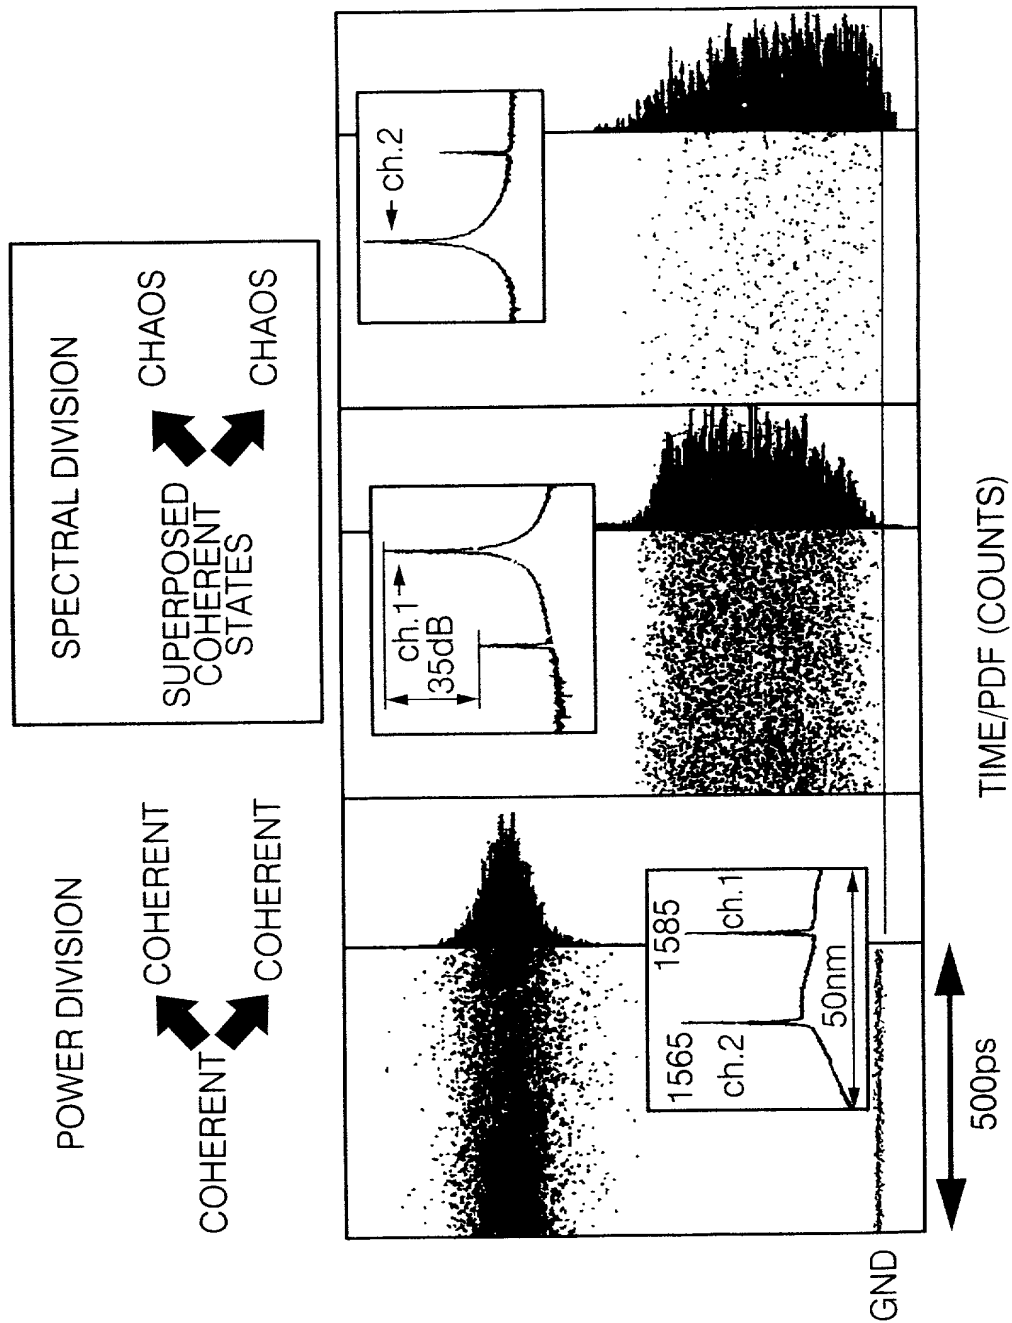 POWER DIVISION
COHERENT
COHERENT
COHERENT
SPECTRAL DIVISION
SUPERPOSED
COHERENT
STATES
CHAOS
CHAOS
1565
ch.2
1585
ch.1
50nm
ch.1
35dB
ch.2
GND
500ps
TIME/PDF (COUNTS)